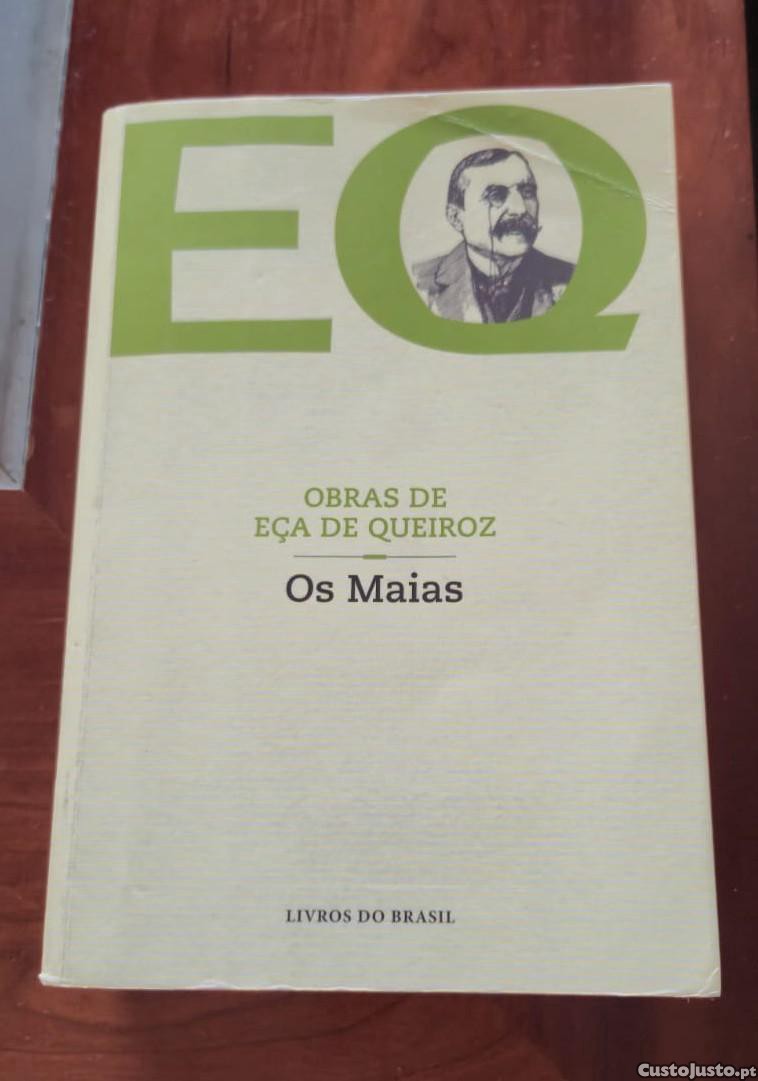 EQ
OBRAS DE
EÇA DE QUEIROZ
Os Maias
LIVROS DO BRASIL
CustoJusto.pt